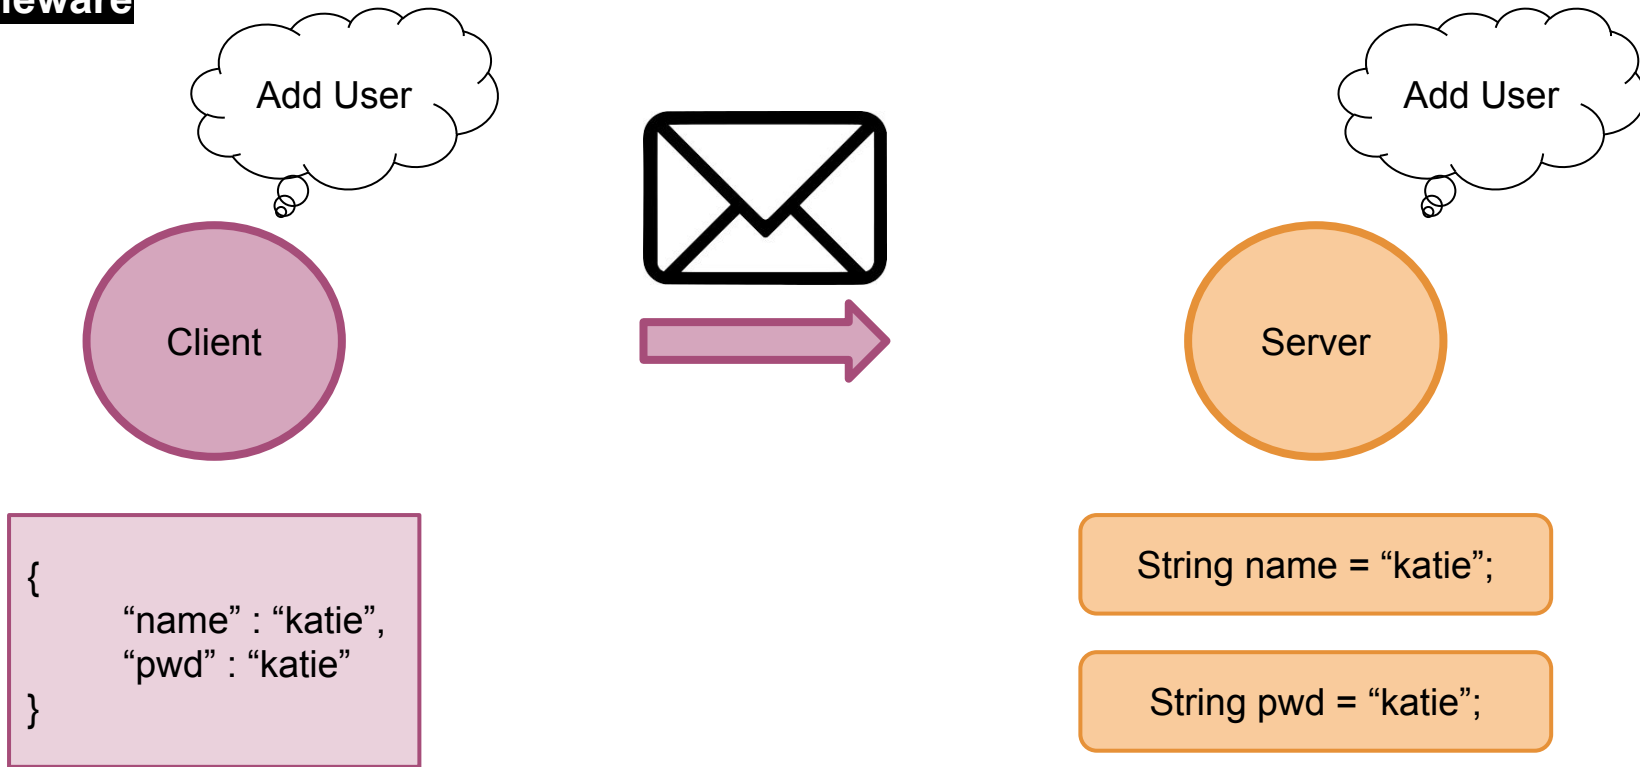 Add User
Add User
Client
Server
{
“name” : “katie”,
“pwd” : “katie”
}
String name = “katie”;
String pwd = “katie”;